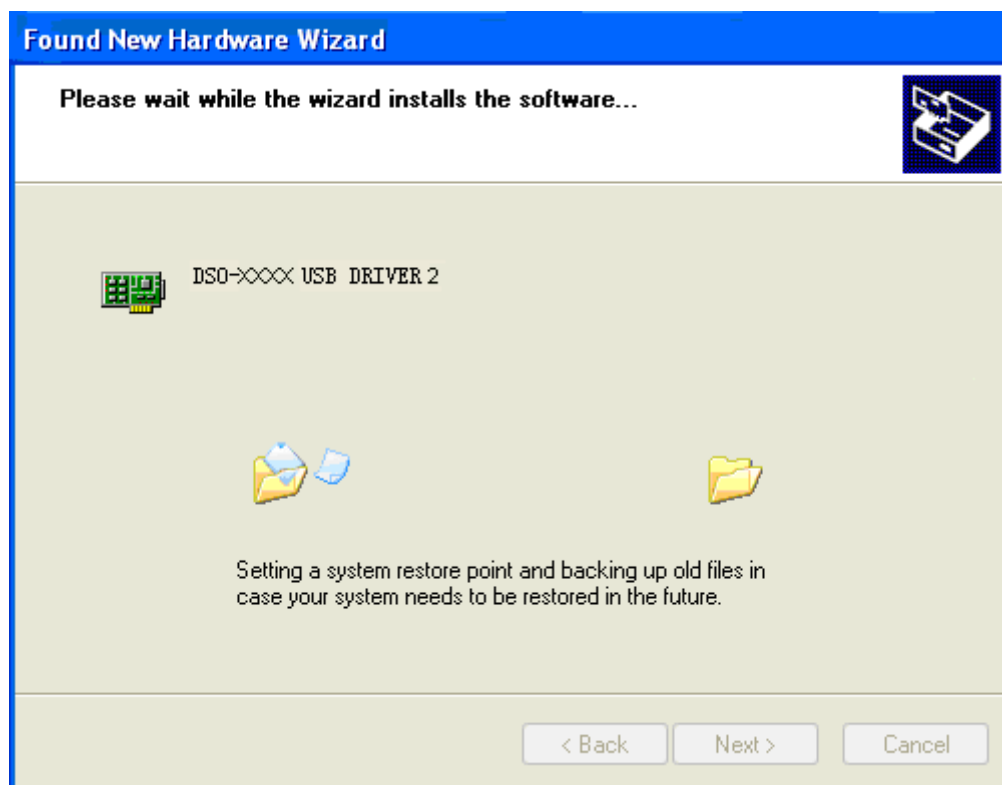 Found New Hardware Wizard
Please wait while the wizard installs the software...
DSO-XXXX USB DRIVER 2
Setting a system restore point and backing up old files in
case your system needs to be restored in the future.
< Back
Next >
Cancel